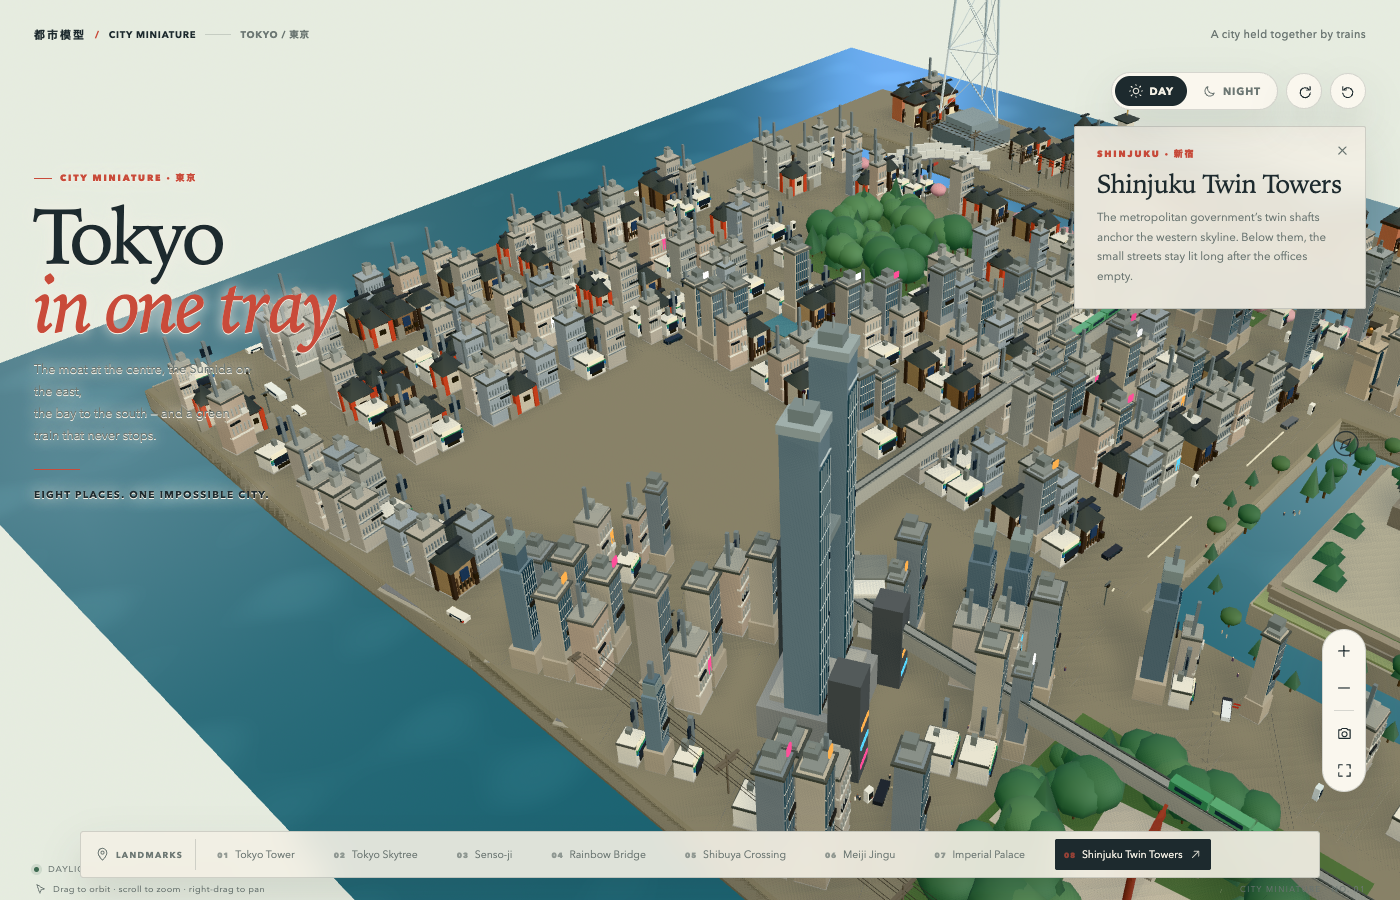 都市模型 / CITY MINIATURE TOKYO / 東京
A city held together by trains
DAY NIGHT
SHINJUKU · 新宿
Shinjuku Twin Towers
The metropolitan government's twin shafts
anchor the western skyline. Below them, the
small streets stay lit long after the offices
empty.
CITY MINIATURE · 東京
Tokyo
in one tray
The moat at the centre, the Sumida on
the east,
the bay to the south – and a green
train that never stops.
EIGHT PLACES. ONE IMPOSSIBLE CITY.
LANDMARKS 01 Tokyo Tower 02 Tokyo Skytree 03 Senso-ji 04 Rainbow Bridge 05 Shibuya Crossing 06 Meiji Jingu 07 Imperial Palace 08 Shinjuku Twin Towers
Drag to orbit · scroll to zoom · right-drag to pan